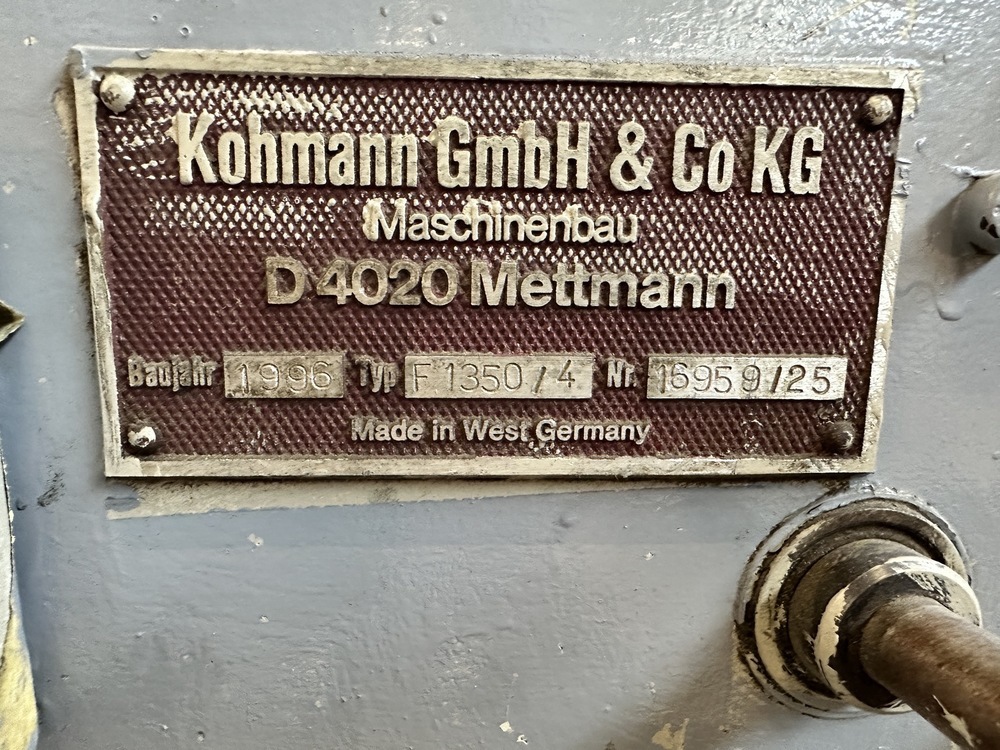 Kohmann GmbH & Co KG
Maschinenbau
D 4020 Mettmann
Baujahr 1996 Typ F 1350/4 Nr. 16959/25
Made in West Germany